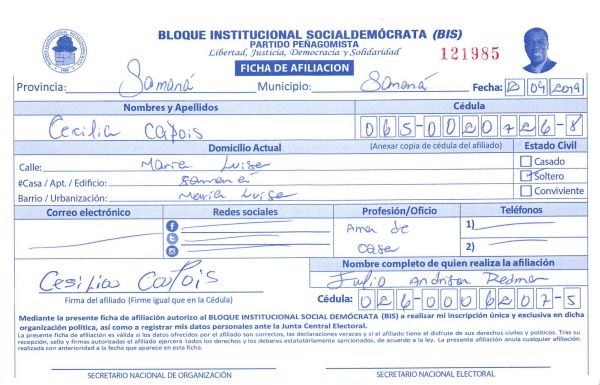 BLOQUE INSTITUCIONAL SOCIALDEMÓCRATA (BIS)
PARTIDO PEÑAGOMISTA
Libertad, Justicia, Democracia y Solidaridad
121985
FICHA DE AFILIACION
Provincia: Samaná Municipio: Samaná Fecha: 04 2019
Nombres y Apellidos Cédula
Cecilia Capois 065-0020726-8
Domicilio Actual (Anexar copia de cédula del afiliado) Estado Civil
Calle: Maria Luisa Casado
#Casa / Apt. / Edificio: Samaná Soltero
Barrio / Urbanización: Maria Luisa Conviviente
Correo electrónico Redes sociales Profesión/Oficio Teléfonos
Ama de 1)
casa 2)
Nombre completo de quien realiza la afiliación
Cesilia Capois Julio
Firma del afiliado (Firme igual que en la Cédula) Cédula: 026-0006207-5
Mediante la presente ficha de afiliación autorizo al BLOQUE INSTITUCIONAL SOCIAL DEMÓCRATA (BIS) a realizar mi inscripción única y exclusiva en dicha
organización política, así como a registrar mis datos personales ante la Junta Central Electoral.
La presente ficha de afiliación es válida si los datos ofrecidos por el afiliado son correctos, las declaraciones veraces y si el afiliado tiene el disfrute de sus derechos civiles y políticos. Tras su
recepción, sello y firmas autorizadas el afiliado ejercerá todos los derechos y los deberes estatutariamente sancionados, de acuerdo a la ley. La presente afiliación anula cualquier afiliación
realizada con anterioridad a la fecha que aparece en esta ficha.
SECRETARIO NACIONAL DE ORGANIZACIÓN SECRETARIO NACIONAL ELECTORAL